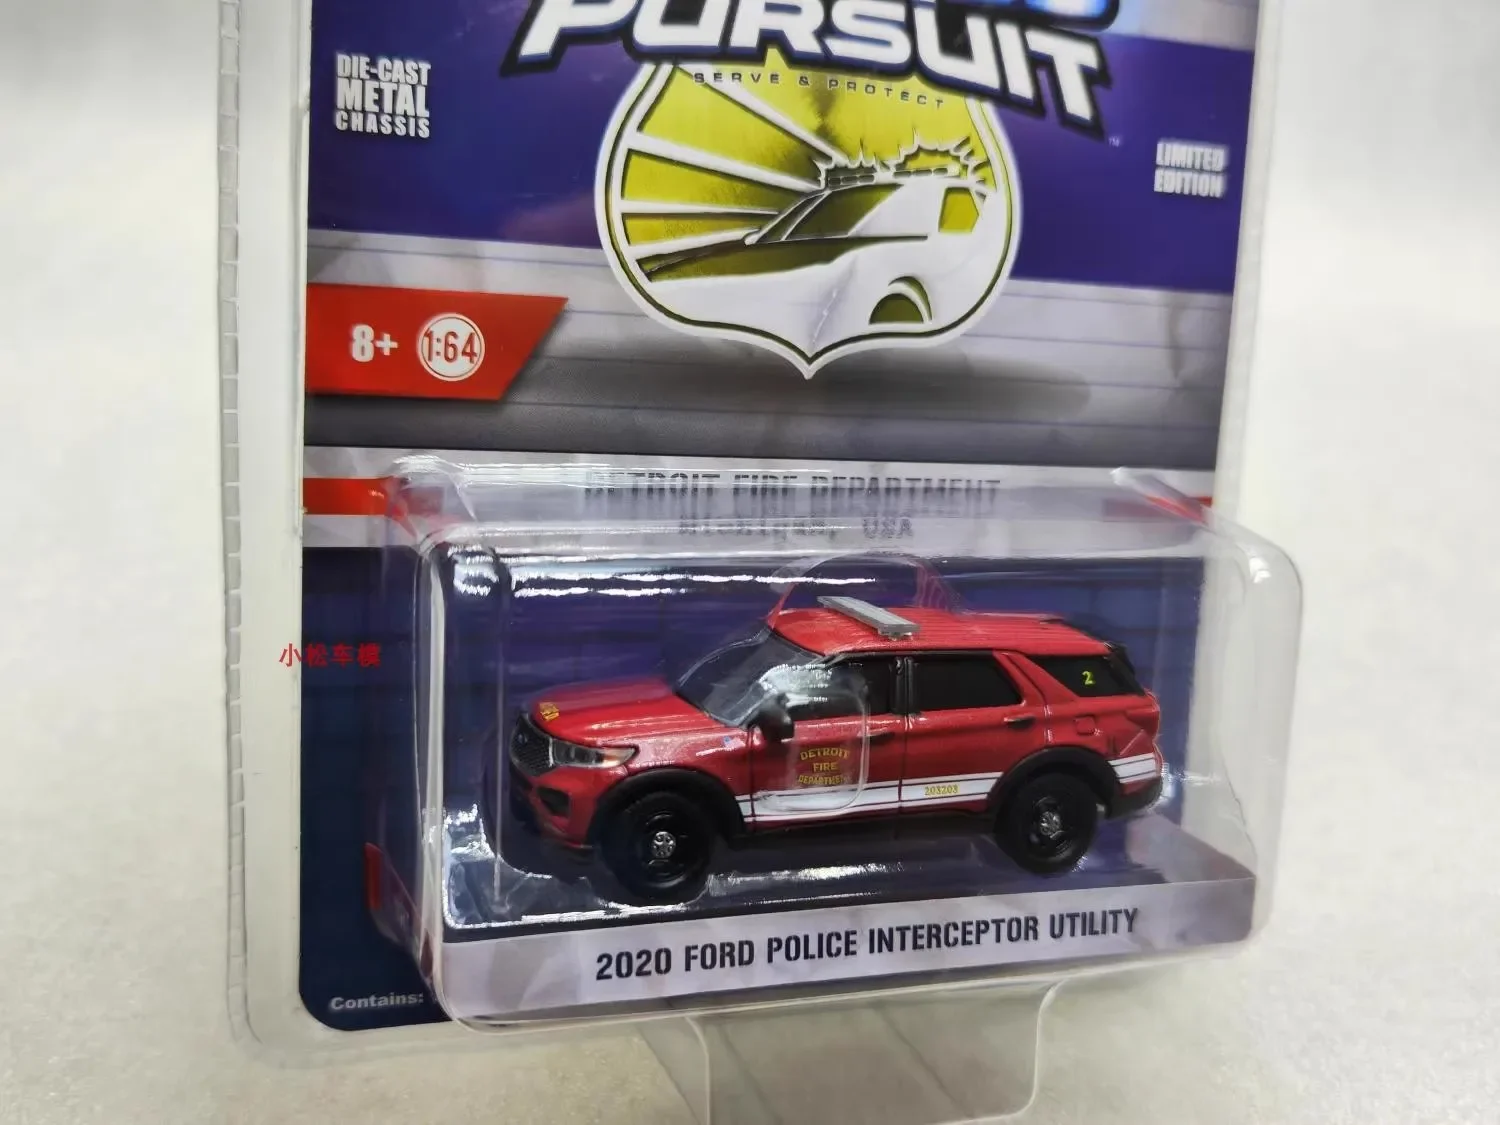 PURSUIT
SERVE & PROTECT
DIE-CAST
METAL
CHASSIS
LIMITED
EDITION
8+
1:64
DETROIT FIRE DEPARTMENT
Michigan, USA
小松车模
2
DETROIT
FIRE
DEPARTMENT
203203
2020 FORD POLICE INTERCEPTOR UTILITY
Contains: